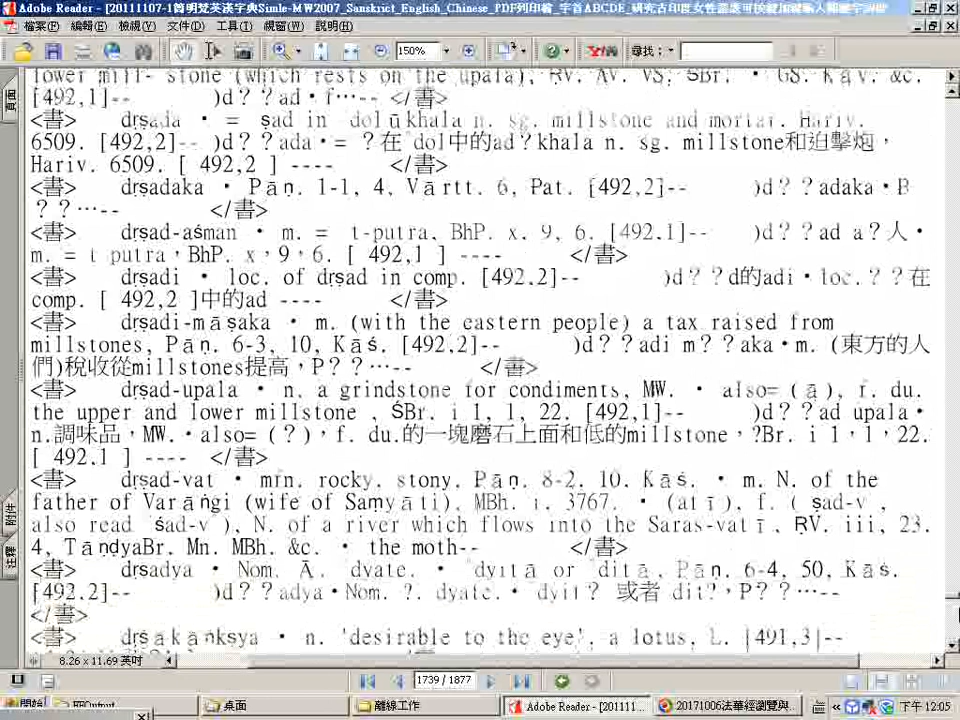 Adobe Reader - [20111107-1簡明梵英漢字典Simle-MW2007_Sanskrit_English_Chinese_PDF列印檔_字首ABCDE_研究古印度女性
檔案(F) 編輯(E) 檢視(V) 文件(D) 工具(T) 視窗(W) 說明(H)
150% 尋找:
頁面
lower mill- stone (which rests on the upala), RV. AV. VS. ŚBr. • GS. Kāv. &c.
[492,1]-- )d??ad•f…-- </書>
<書> dṛṣada • = ṣad in dolūkhala n. sg. millstone and mortar, Hariv.
6509. [492,2]-- )d??ada•= ?在 dol中的ad?khala n. sg. millstone和迫擊炮,
Hariv. 6509. [ 492,2 ] ---- </書>
<書> dṛṣadaka • Pāṇ. 1-1, 4, Vārtt. 6, Pat. [492,2]-- )d??adaka•P
??…-- </書>
<書> dṛṣad-aśman • m. = t-putra, BhP. x, 9, 6. [492,1]-- )d??ad a?人•
m. = t putra,BhP. x,9,6. [ 492,1 ] ---- </書>
<書> dṛṣadi • loc. of dṛṣad in comp. [492,2]-- )d??d的adi•loc.??在
comp. [ 492,2 ]中的ad ---- </書>
<書> dṛṣadi-māṣaka • m. (with the eastern people) a tax raised from
millstones, Pāṇ. 6-3, 10, Kāś. [492,2]-- )d??adi m??aka•m. (東方的人
們)稅收從millstones提高,P??…-- </書>
<書> dṛṣad-upala • n. a grindstone for condiments, MW. • also= (ā), f. du.
the upper and lower millstone , ŚBr. i 1, 1, 22. [492,1]-- )d??ad upala•
n.調味品,MW.•also= (?), f. du.的一塊磨石上面和低的millstone,?Br. i 1,1,22.
[ 492,1 ] ---- </書>
<書> dṛṣad-vat • mfn. rocky, stony, Pāṇ. 8-2, 10, Kāś. • m. N. of the
father of Varāṅgi (wife of Saṃyāti), MBh. i, 3767. • (atī), f. ( ṣad-v ,
also read śad-v ), N. of a river which flows into the Saras-vatī, ṚV. iii, 23,
4, TāṇḍyaBr. Mn. MBh. &c. • the moth-- </書>
<書> dṛṣadya • Nom. Ā. dyate, • dyitā or ditā, Pāṇ. 6-4, 50, Kāś.
[492,2]-- )d??adya•Nom. ?. dyate,•dyit? 或者 dit?,P??…--
</書>
<書> dṛśākāṅkṣya • n. 'desirable to the eye', a lotus, L. [491,3]--
附件
注釋
8.26 x 11.69 英吋
1739 / 1877
開始 桌面 離線工作 Adobe Reader - [201111... 20171006法華經瀏覽與... 下午 12:05